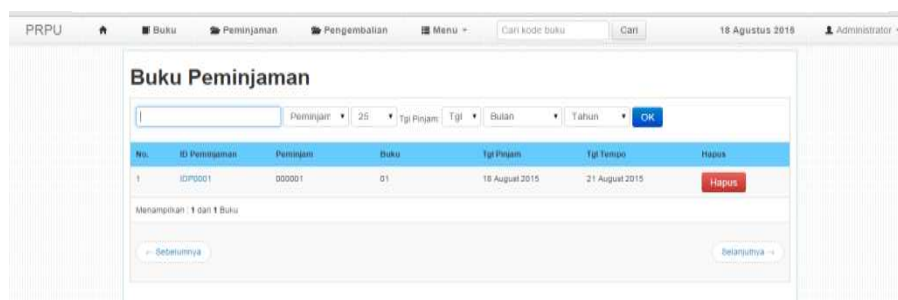 PRPU Buku Peminjaman Pengembalian Menu Cari kode buku Cari 18 Agustus 2015 Administrator
Buku Peminjaman
Peminjam 25 Tgl Pinjam: Tgl Bulan Tahun OK
No. ID Peminjaman Peminjam Buku Tgl Pinjam Tgl Tempo Hapus
1 IDP0001 000001 01 18 August 2015 21 August 2015 Hapus
Menampilkan : 1 dari 1 Buku
← Sebelumnya Selanjutnya →